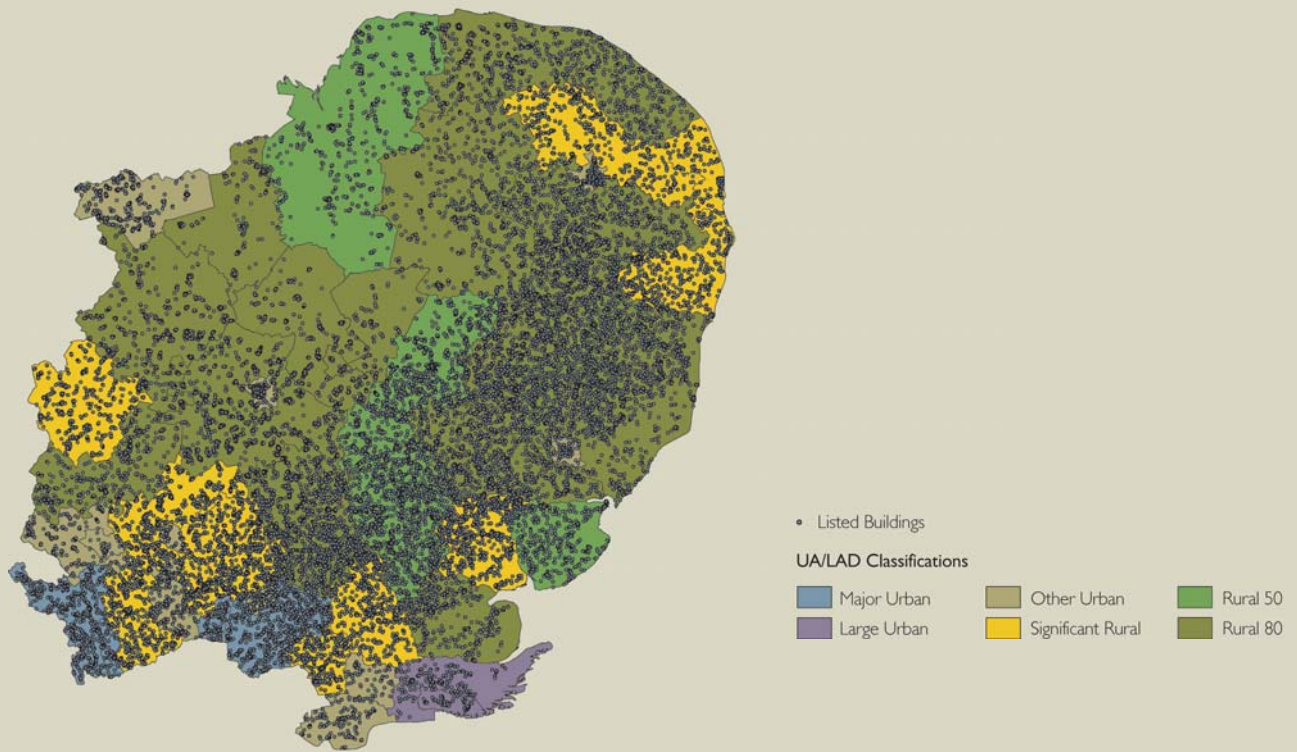 Listed Buildings
UA/LAD Classifications
Major Urban
Other Urban
Rural 50
Large Urban
Significant Rural
Rural 80